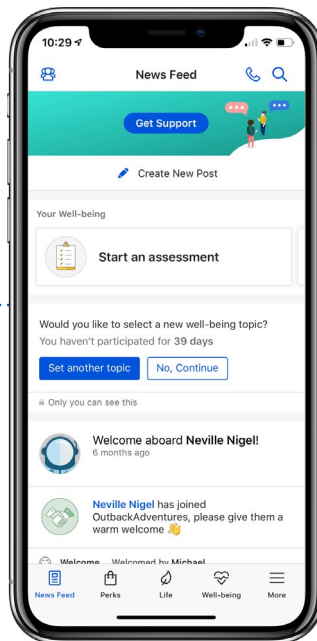 10:29
News Feed
Get Support
Create New Post
Your Well-being
Start an assessment
Would you like to select a new well-being topic?
You haven't participated for 39 days
Set another topic
No, Continue
Only you can see this
Welcome aboard Neville Nigel!
6 months ago
Neville Nigel has joined
OutbackAdventures, please give them a
warm welcome 👋
Welcome Welcomed by Michael
News Feed
Perks
Life
Well-being
More